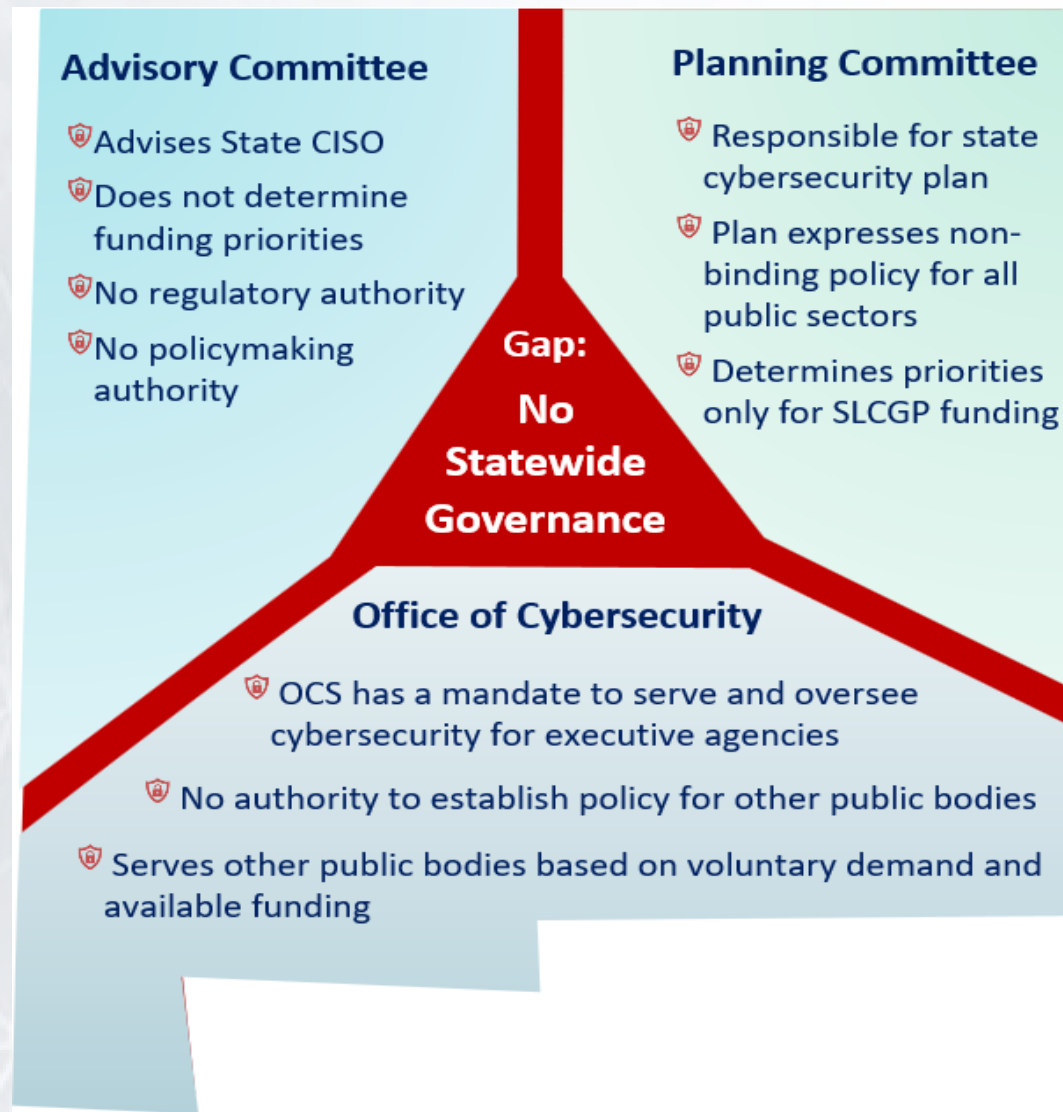 Advisory Committee
Advises State CISO
Does not determine
funding priorities
No regulatory authority
No policymaking
authority
Planning Committee
Responsible for state
cybersecurity plan
Plan expresses non-
binding policy for all
public sectors
Determines priorities
only for SLCGP funding
Gap:
No
Statewide
Governance
Office of Cybersecurity
OCS has a mandate to serve and oversee
cybersecurity for executive agencies
No authority to establish policy for other public bodies
Serves other public bodies based on voluntary demand and
available funding